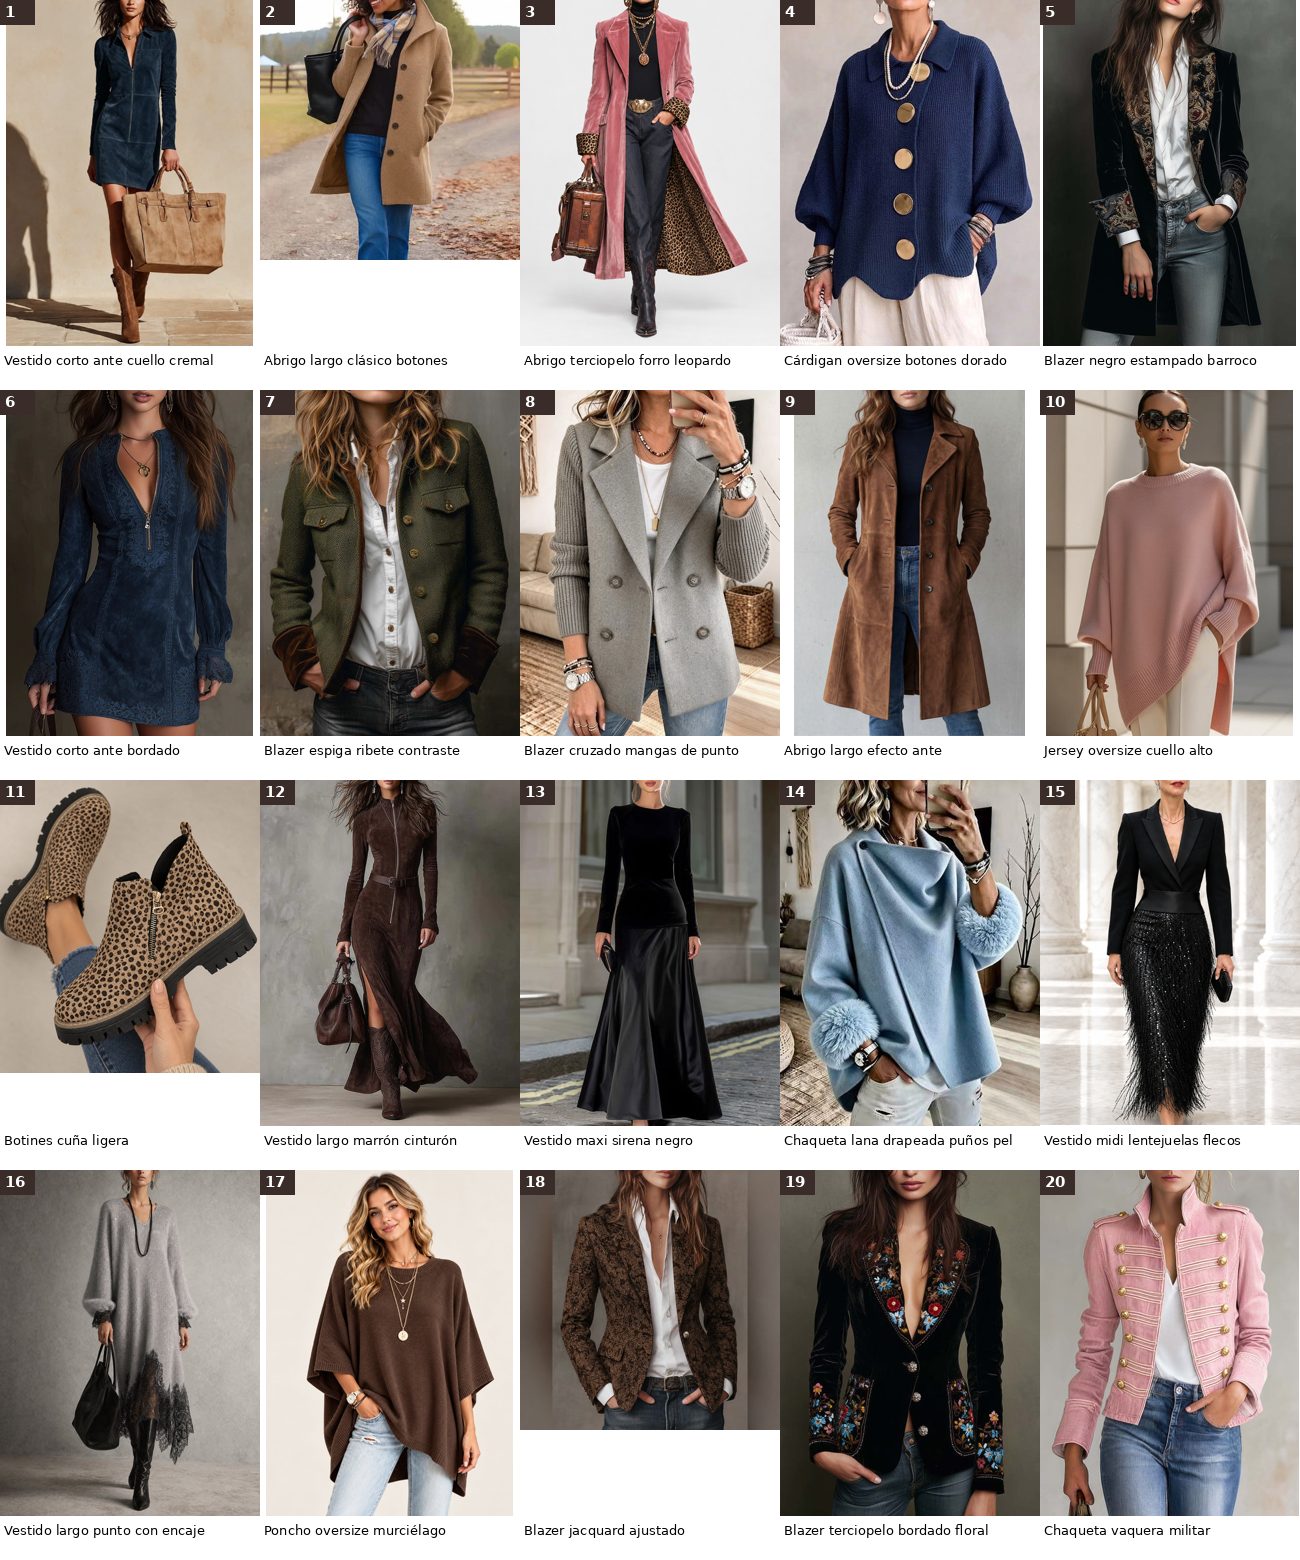 1
2
3
4
5
Vestido corto ante cuello cremal
Abrigo largo clásico botones
Abrigo terciopelo forro leopardo
Cárdigan oversize botones dorado
Blazer negro estampado barroco
6
7
8
9
10
Vestido corto ante bordado
Blazer espiga ribete contraste
Blazer cruzado mangas de punto
Abrigo largo efecto ante
Jersey oversize cuello alto
11
12
13
14
15
Botines cuña ligera
Vestido largo marrón cinturón
Vestido maxi sirena negro
Chaqueta lana drapeada puños pel
Vestido midi lentejuelas flecos
16
17
18
19
20
Vestido largo punto con encaje
Poncho oversize murciélago
Blazer jacquard ajustado
Blazer terciopelo bordado floral
Chaqueta vaquera militar